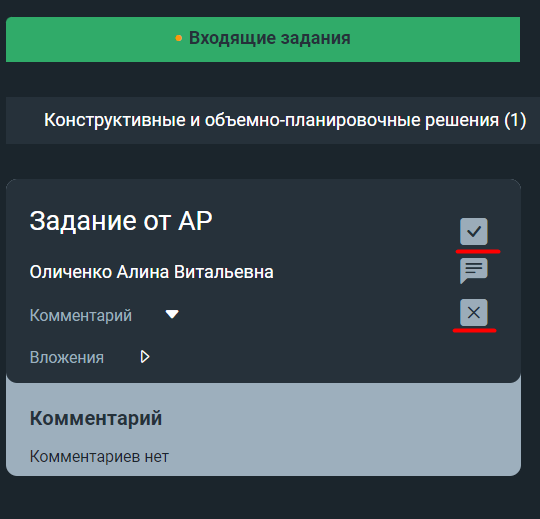 Входящие задания
Конструктивные и объемно-планировочные решения (1)
Задание от АР
Оличенко Алина Витальевна
Комментарий
Вложения
Комментарий
Комментариев нет